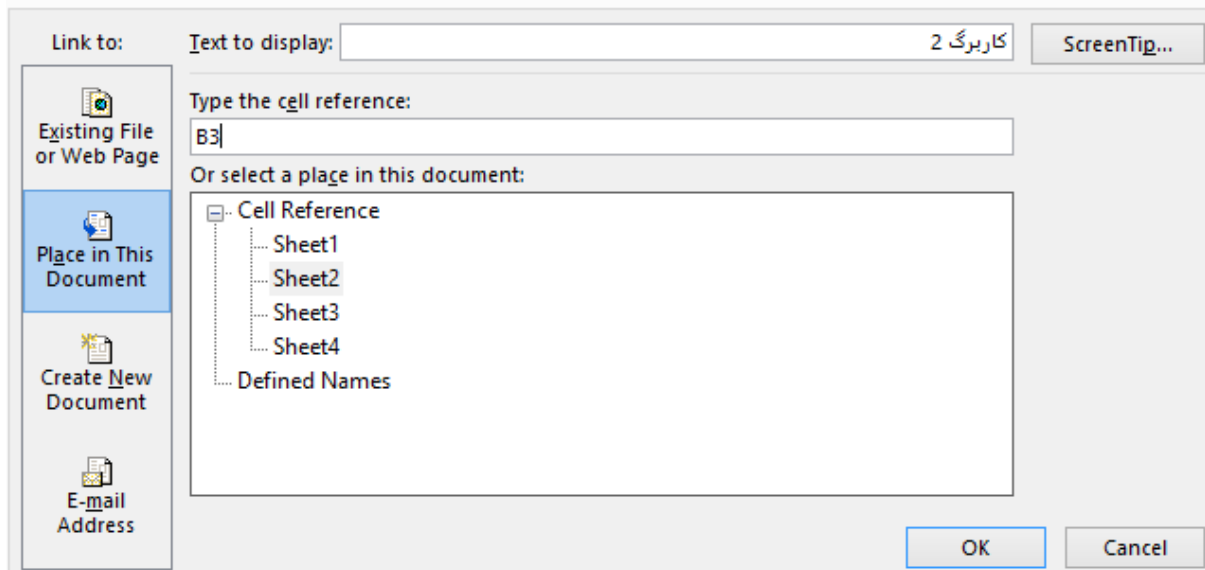 Link to:
Text to display:
کاربرگ 2
ScreenTip...
Existing File
or Web Page
Place in This
Document
Create New
Document
E-mail
Address
Type the cell reference:
B3
Or select a place in this document:
Cell Reference
Sheet1
Sheet2
Sheet3
Sheet4
Defined Names
OK
Cancel